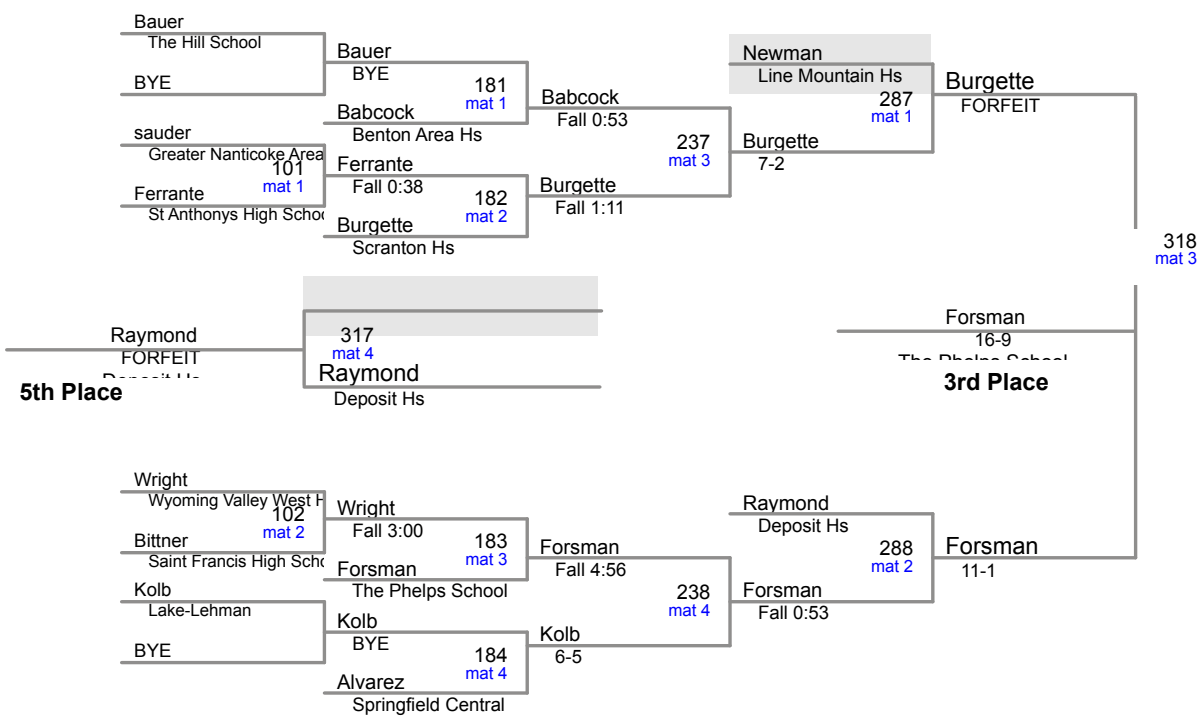 Bauer
The Hill School
BYE
Bauer
BYE
181
mat 1
Babcock
Benton Area Hs
Babcock
Fall 0:53
sauder
Greater Nanticoke Area
101
mat 1
Ferrante
St Anthonys High
Ferrante
Fall 0:38
182
mat 2
Burgette
Scranton Hs
Burgette
Fall 1:11
237
mat 3
Newman
Line Mountain Hs
287
mat 1
Burgette
7-2
Burgette
FORFEIT
318
mat 3
Raymond
FORFEIT
5th Place
317
mat 4
Raymond
Deposit Hs
Forsman
16-9
3rd Place
Wright
Wyoming Valley West
102
mat 2
Bittner
Saint Francis High
Wright
Fall 3:00
183
mat 3
Forsman
The Phelps School
Forsman
Fall 4:56
Kolb
Lake-Lehman
BYE
Kolb
BYE
184
mat 4
Alvarez
Springfield Central
Kolb
6-5
238
mat 4
Raymond
Deposit Hs
288
mat 2
Forsman
Fall 0:53
Forsman
11-1